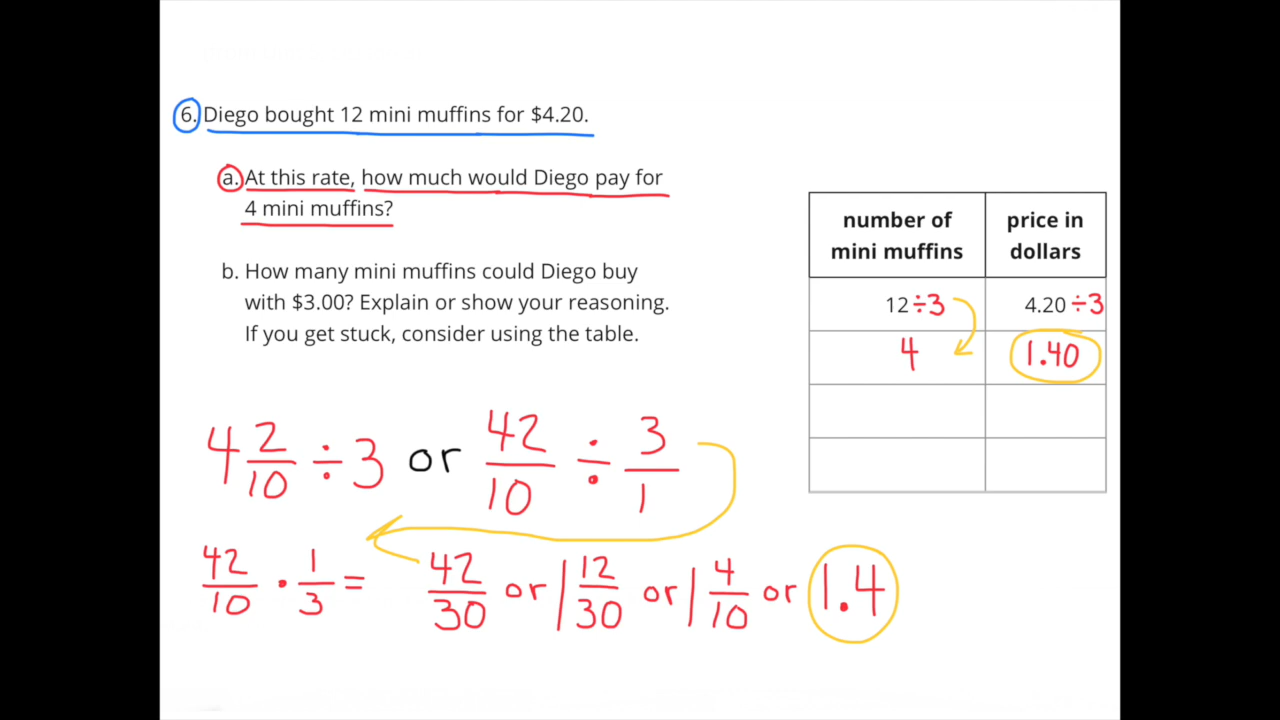 6. Diego bought 12 mini muffins for $4.20.
a. At this rate, how much would Diego pay for
4 mini muffins?
b. How many mini muffins could Diego buy
with $3.00? Explain or show your reasoning.
If you get stuck, consider using the table.
number of mini muffins | price in dollars
12 ÷3 | 4.20 ÷3
4 | 1.40
4 2/10 ÷ 3 or 42/10 ÷ 3/1
42/10 · 1/3 = 42/30 or 1 12/30 or 1 4/10 or 1.4